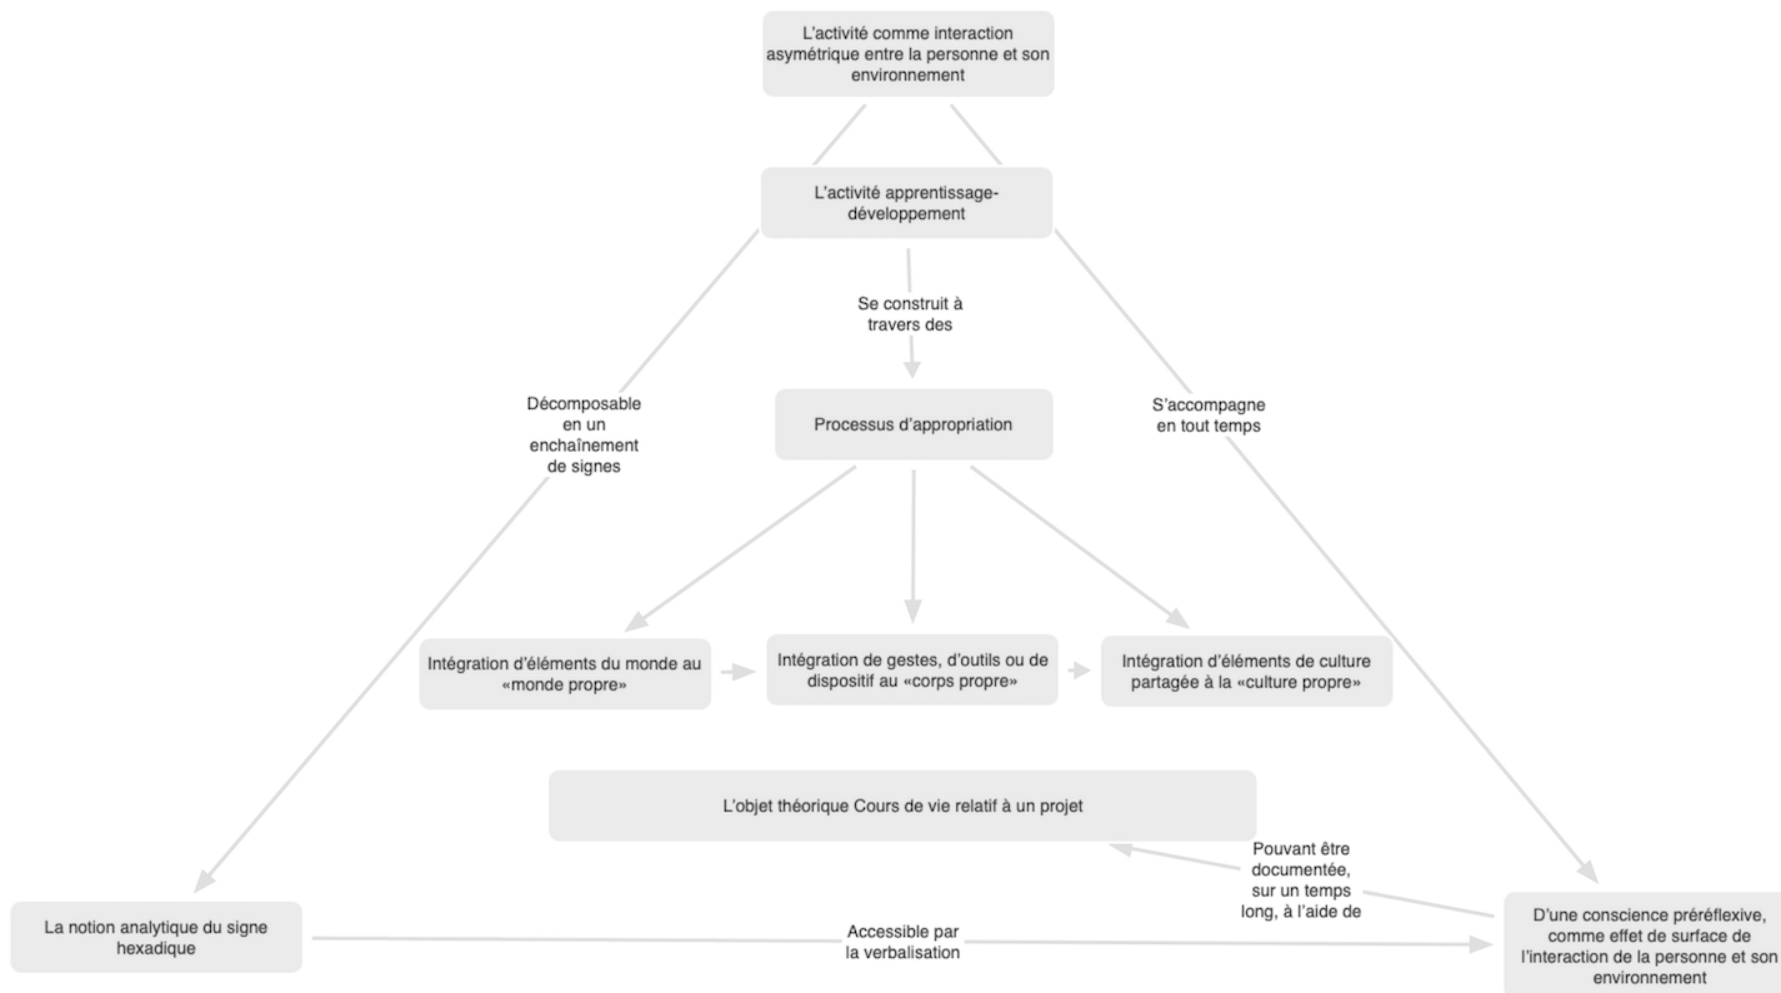 L'activité comme interaction
asymétrique entre la personne et son
environnement
L'activité apprentissage-
développement
Se construit à
travers des
Décomposable
en un
enchaînement
de signes
Processus d'appropriation
S'accompagne
en tout temps
Intégration d'éléments du monde au
«monde propre»
Intégration de gestes, d'outils ou de
dispositif au «corps propre»
Intégration d'éléments de culture
partagée à la «culture propre»
L'objet théorique Cours de vie relatif à un projet
Pouvant être
documentée,
sur un temps
long, à l'aide de
La notion analytique du signe
hexadique
Accessible par
la verbalisation
D'une conscience préréflexive,
comme effet de surface de
l'interaction de la personne et son
environnement